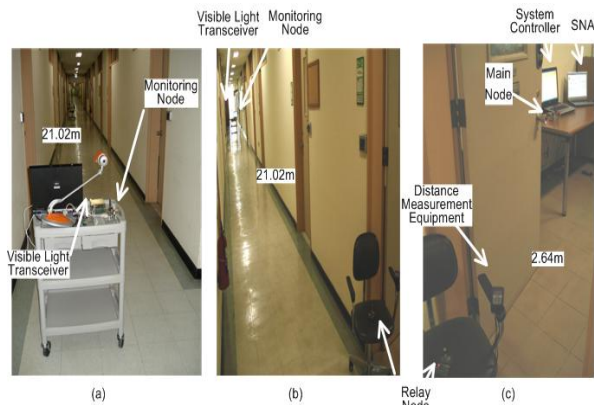 Visible Light
Transceiver
Monitoring
Node
System
Controller
SNA
Monitoring
Node
Main
Node
21.02m
21.02m
Distance
Measurement
Equipment
Visible Light
Transceiver
2.64m
(a)
(b)
Relay
Node
(c)